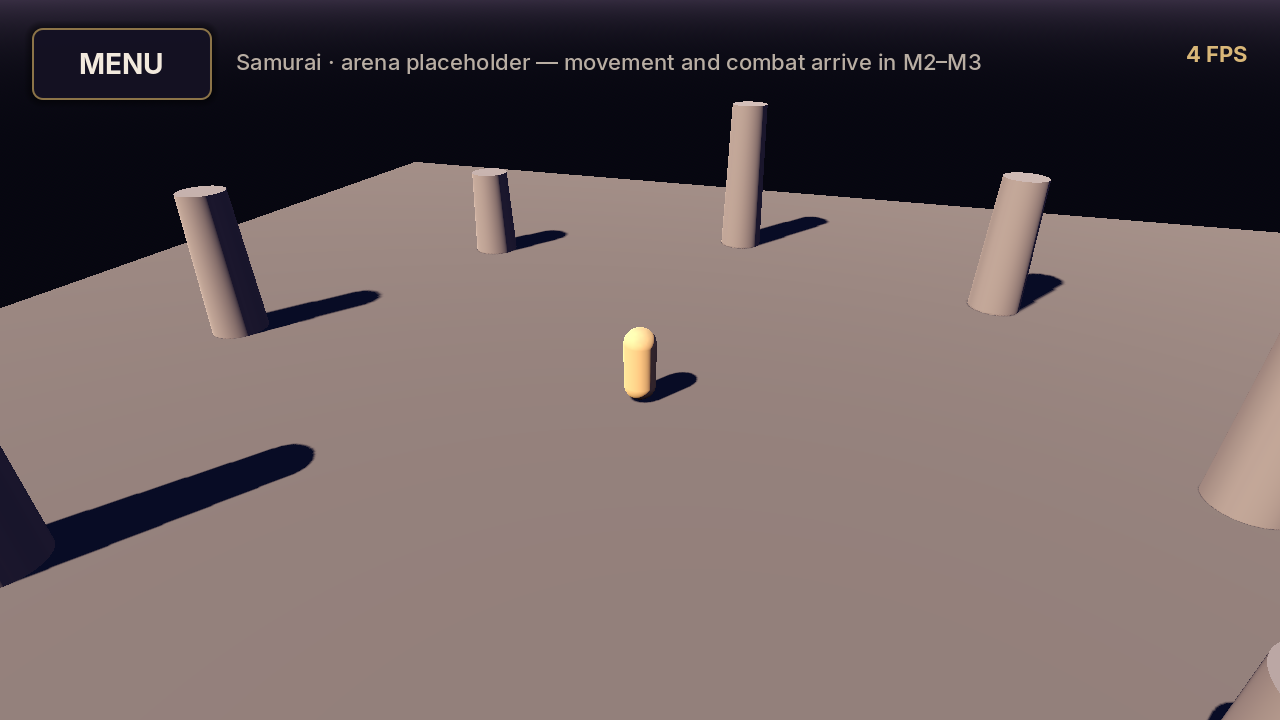 MENU
Samurai · arena placeholder — movement and combat arrive in M2–M3
4 FPS